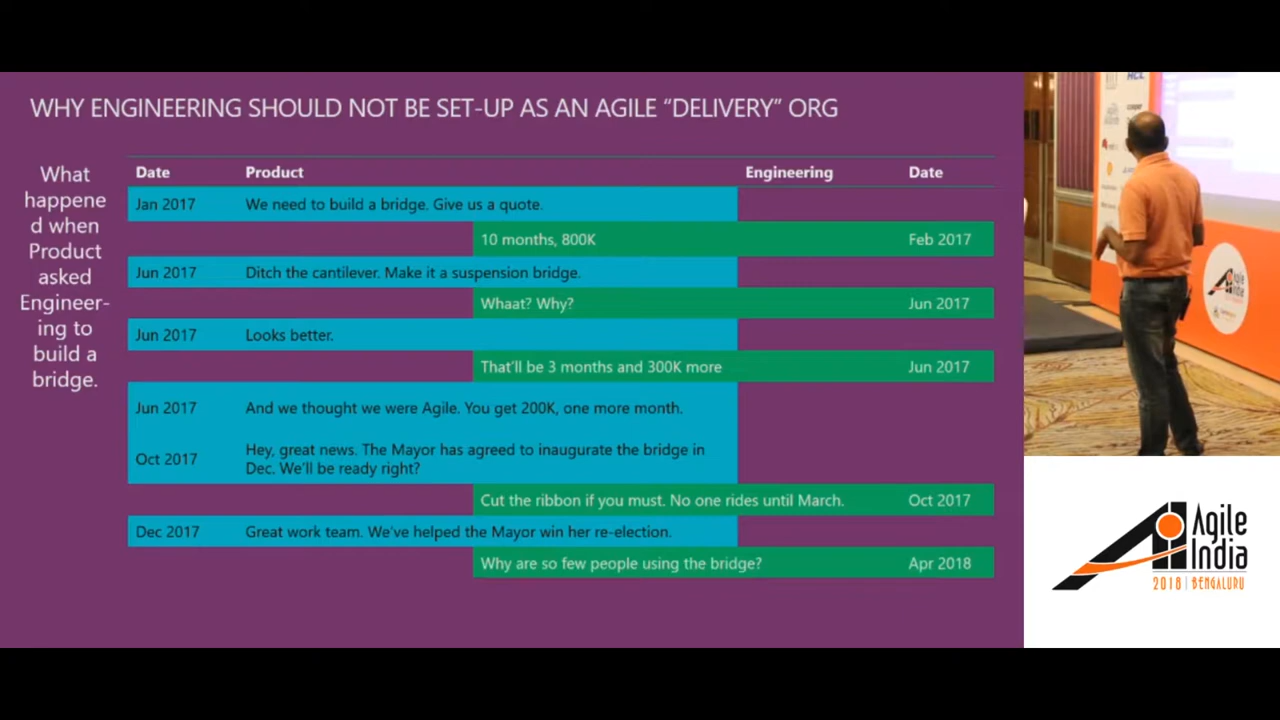 WHY ENGINEERING SHOULD NOT BE SET-UP AS AN AGILE “DELIVERY” ORG
What
happene
d when
Product
asked
Engineer-
ing to
build a
bridge.
Date Product Engineering Date
Jan 2017 We need to build a bridge. Give us a quote.
10 months, 800K Feb 2017
Jun 2017 Ditch the cantilever. Make it a suspension bridge.
Whaat? Why? Jun 2017
Jun 2017 Looks better.
That'll be 3 months and 300K more Jun 2017
Jun 2017 And we thought we were Agile. You get 200K, one more month.
Oct 2017 Hey, great news. The Mayor has agreed to inaugurate the bridge in
Dec. We'll be ready right?
Cut the ribbon if you must. No one rides until March. Oct 2017
Dec 2017 Great work team. We've helped the Mayor win her re-election.
Why are so few people using the bridge? Apr 2018
HCL
Agile
India
Agile
India
2018 | BENGALURU